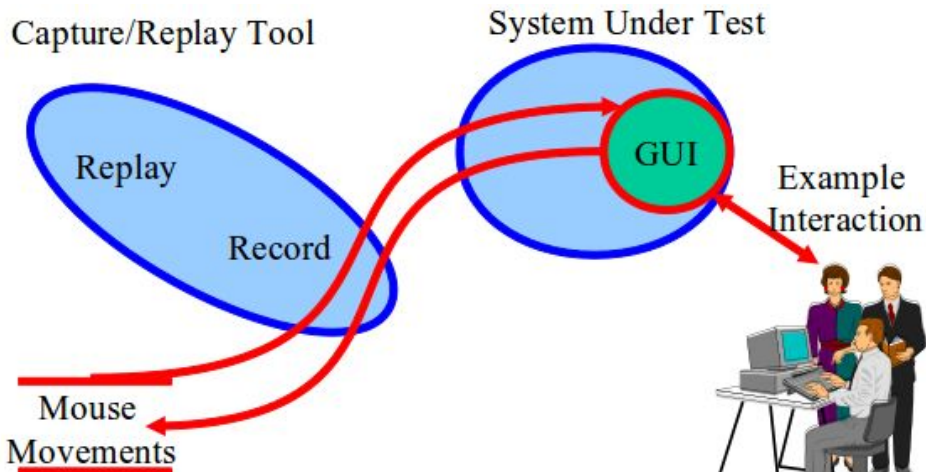 Capture/Replay Tool
System Under Test
Replay
Record
GUI
Example
Interaction
Mouse
Movements